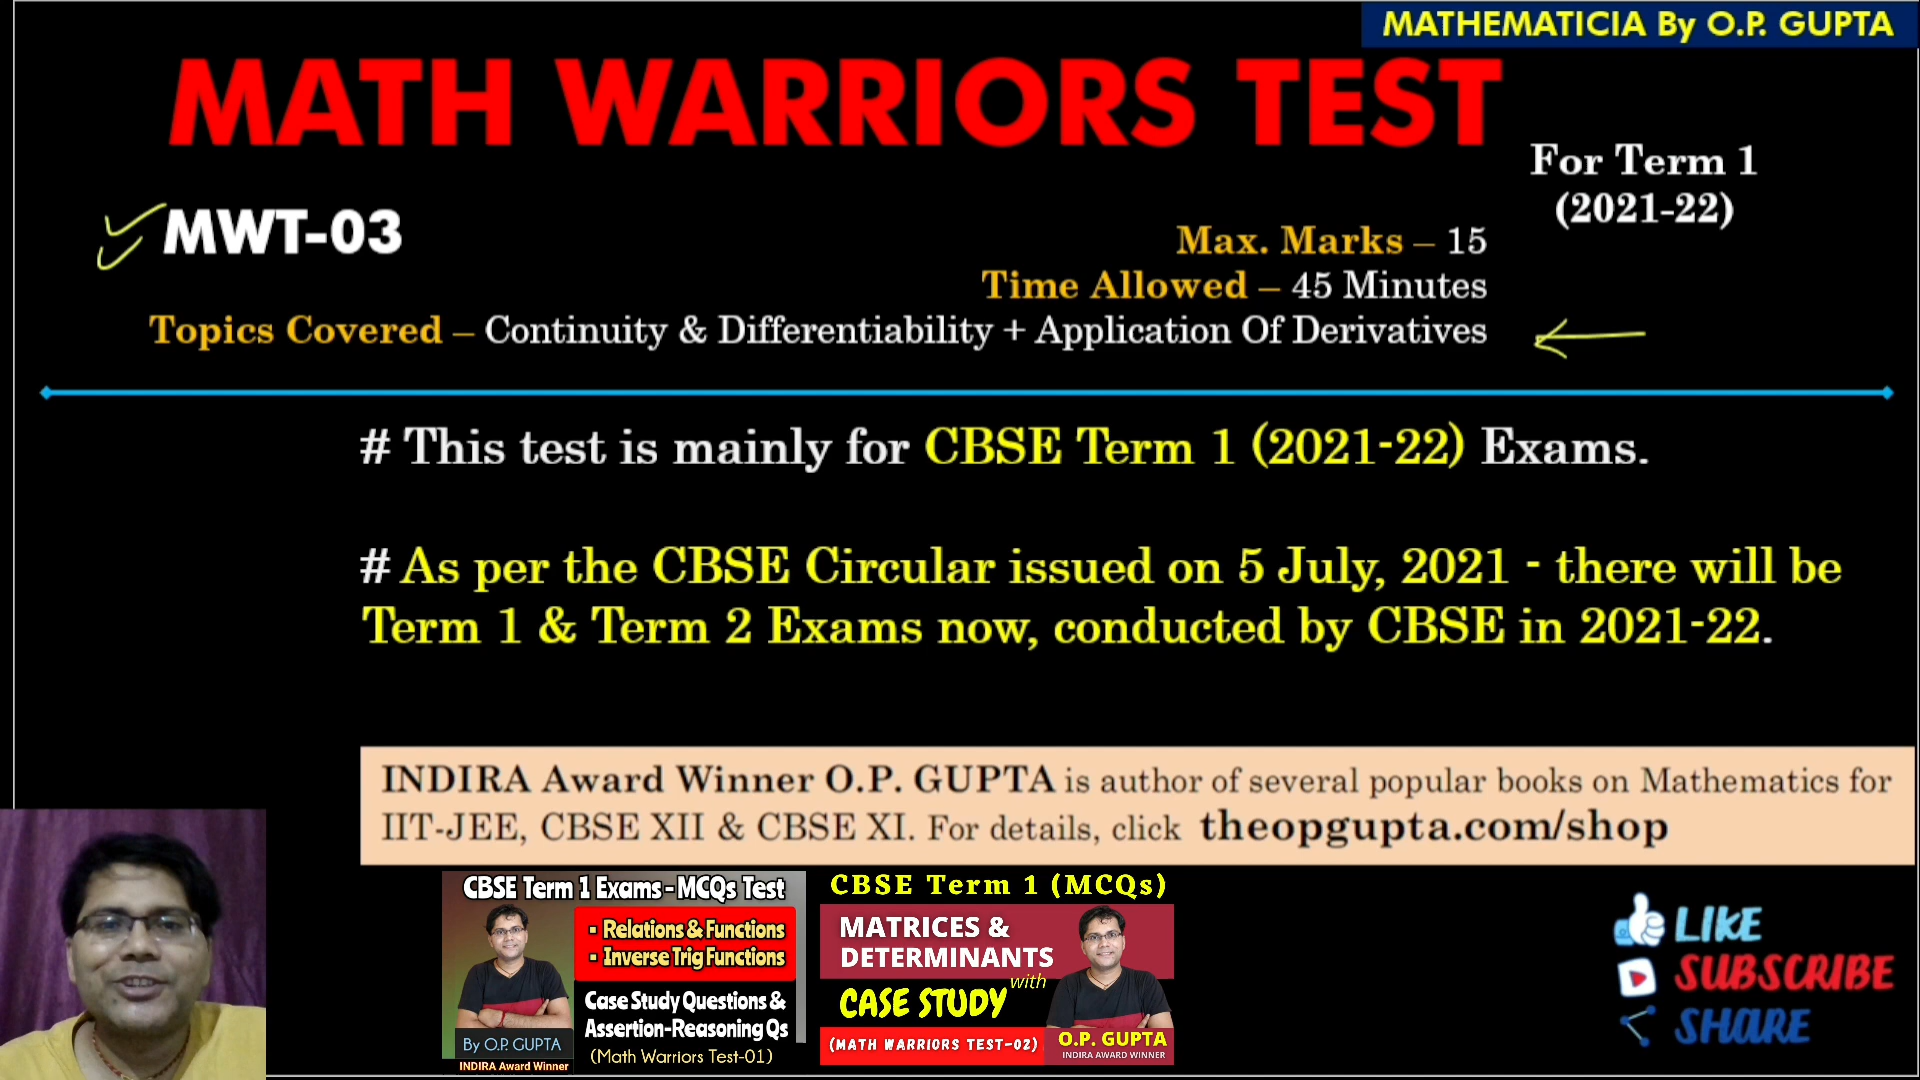 MATHEMATICIA By O.P. GUPTA
MATH WARRIORS TEST
For Term 1
(2021-22)
MWT-03
Max. Marks – 15
Time Allowed – 45 Minutes
Topics Covered – Continuity & Differentiability + Application Of Derivatives
# This test is mainly for CBSE Term 1 (2021-22) Exams.
# As per the CBSE Circular issued on 5 July, 2021 - there will be
Term 1 & Term 2 Exams now, conducted by CBSE in 2021-22.
INDIRA Award Winner O.P. GUPTA is author of several popular books on Mathematics for
IIT-JEE, CBSE XII & CBSE XI. For details, click theopgupta.com/shop
CBSE Term 1 Exams - MCQs Test
▪ Relations & Functions
▪ Inverse Trig Functions
Case Study Questions &
Assertion-Reasoning Qs
(Math Warriors Test-01)
By O.P. GUPTA
INDIRA Award Winner
CBSE Term 1 (MCQs)
MATRICES &
DETERMINANTS
with
CASE STUDY
(MATH WARRIORS TEST-02)
O.P. GUPTA
INDIRA AWARD WINNER
LIKE
SUBSCRIBE
SHARE